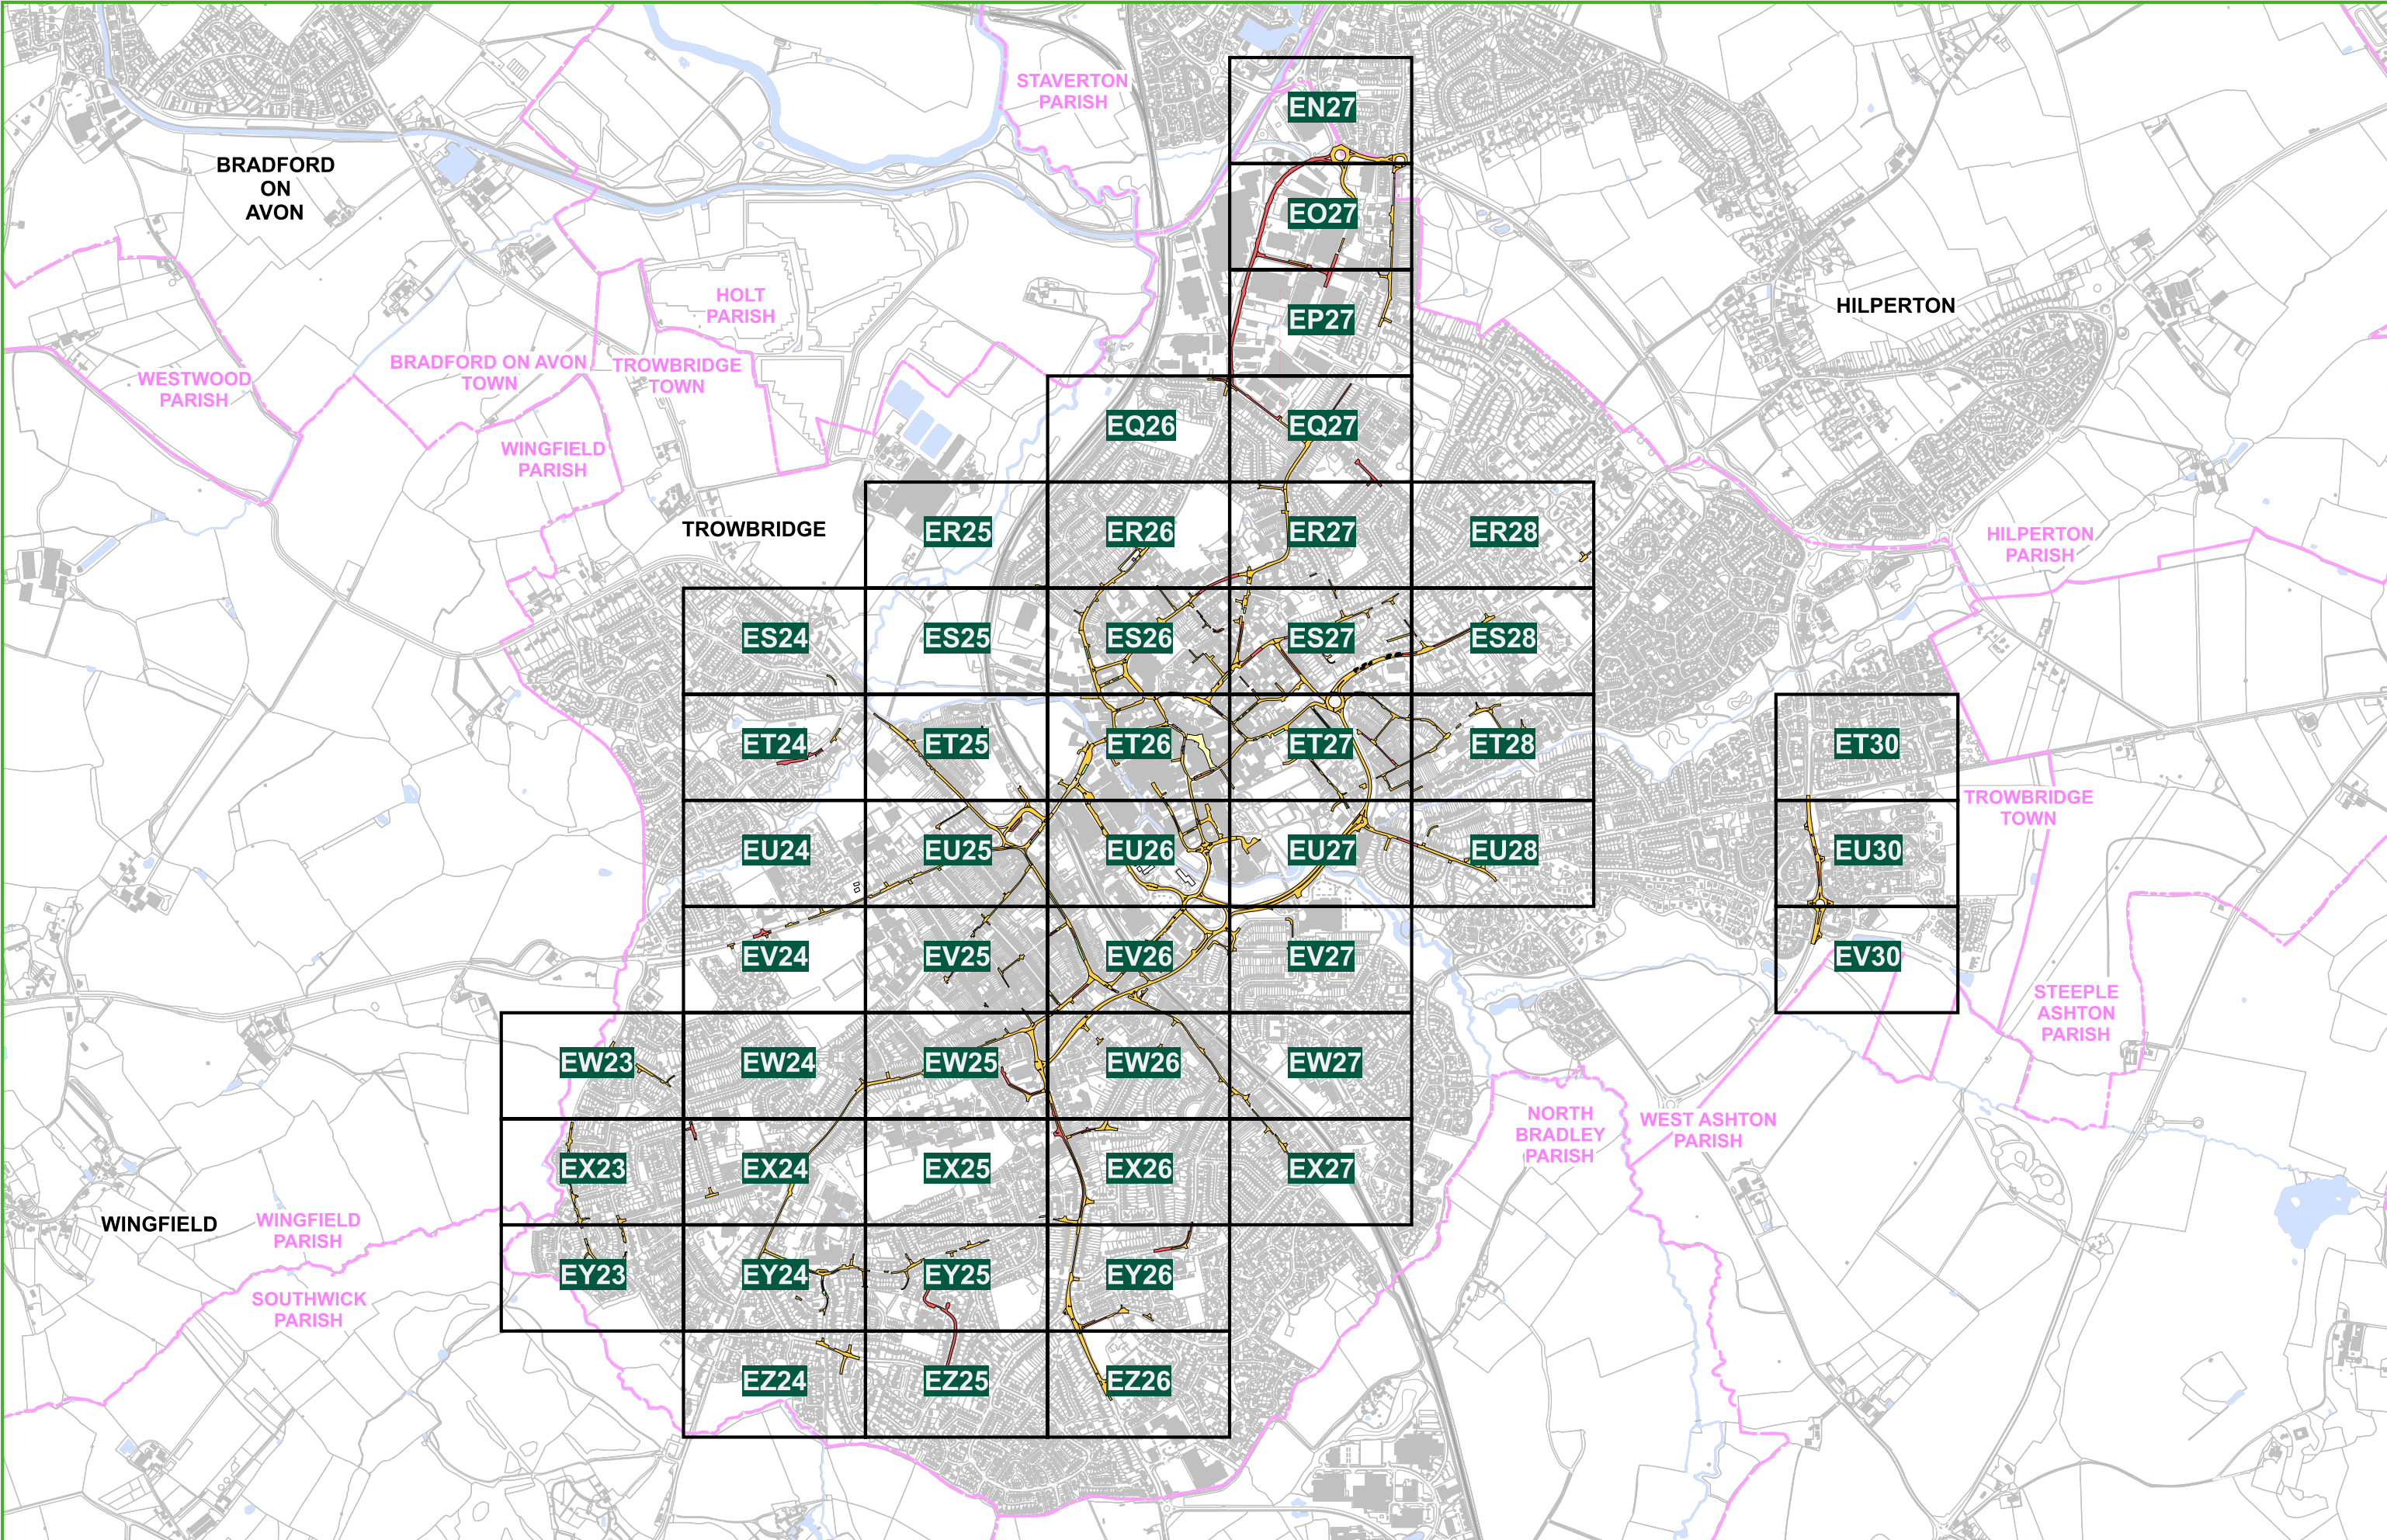 STAVERTON
PARISH
EN27
BRADFORD
ON
AVON
EO27
HOLT
PARISH
HILPERTON
EP27
BRADFORD ON AVON
TOWN
TROWBRIDGE
TOWN
WESTWOOD
PARISH
EQ26
EQ27
WINGFIELD
PARISH
TROWBRIDGE
ER25
ER26
ER27
ER28
HILPERTON
PARISH
ES24
ES25
ES26
ES27
ES28
ET24
ET25
ET26
ET27
ET28
ET30
TROWBRIDGE
TOWN
EU24
EU25
EU26
EU27
EU28
EU30
EV24
EV25
EV26
EV27
EV30
STEEPLE
ASHTON
PARISH
G
EW23
EW24
EW25
EW26
EW27
NORTH
BRADLEY
PARISH
WEST ASHTON
PARISH
EX23
EX24
EX25
EX26
EX27
WINGFIELD
WINGFIELD
PARISH
EY23
EY24
EY25
EY26
SOUTHWICK
PARISH
EZ24
EZ25
EZ26